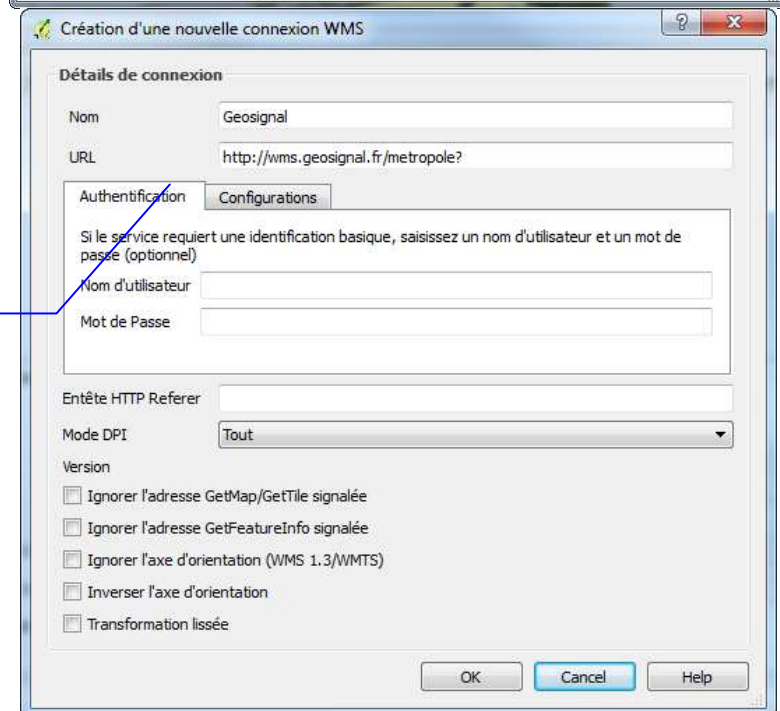 Création d'une nouvelle connexion WMS
Détails de connexion
Nom Geosignal
URL http://wms.geosignal.fr/metropole?
Authentification Configurations
Si le service requiert une identification basique, saisissez un nom d'utilisateur et un mot de
passe (optionnel)
Nom d'utilisateur
Mot de Passe
Entête HTTP Referer
Mode DPI Tout
Version
Ignorer l'adresse GetMap/GetTile signalée
Ignorer l'adresse GetFeatureInfo signalée
Ignorer l'axe d'orientation (WMS 1.3/WMTS)
Inverser l'axe d'orientation
Transformation lissée
OK Cancel Help